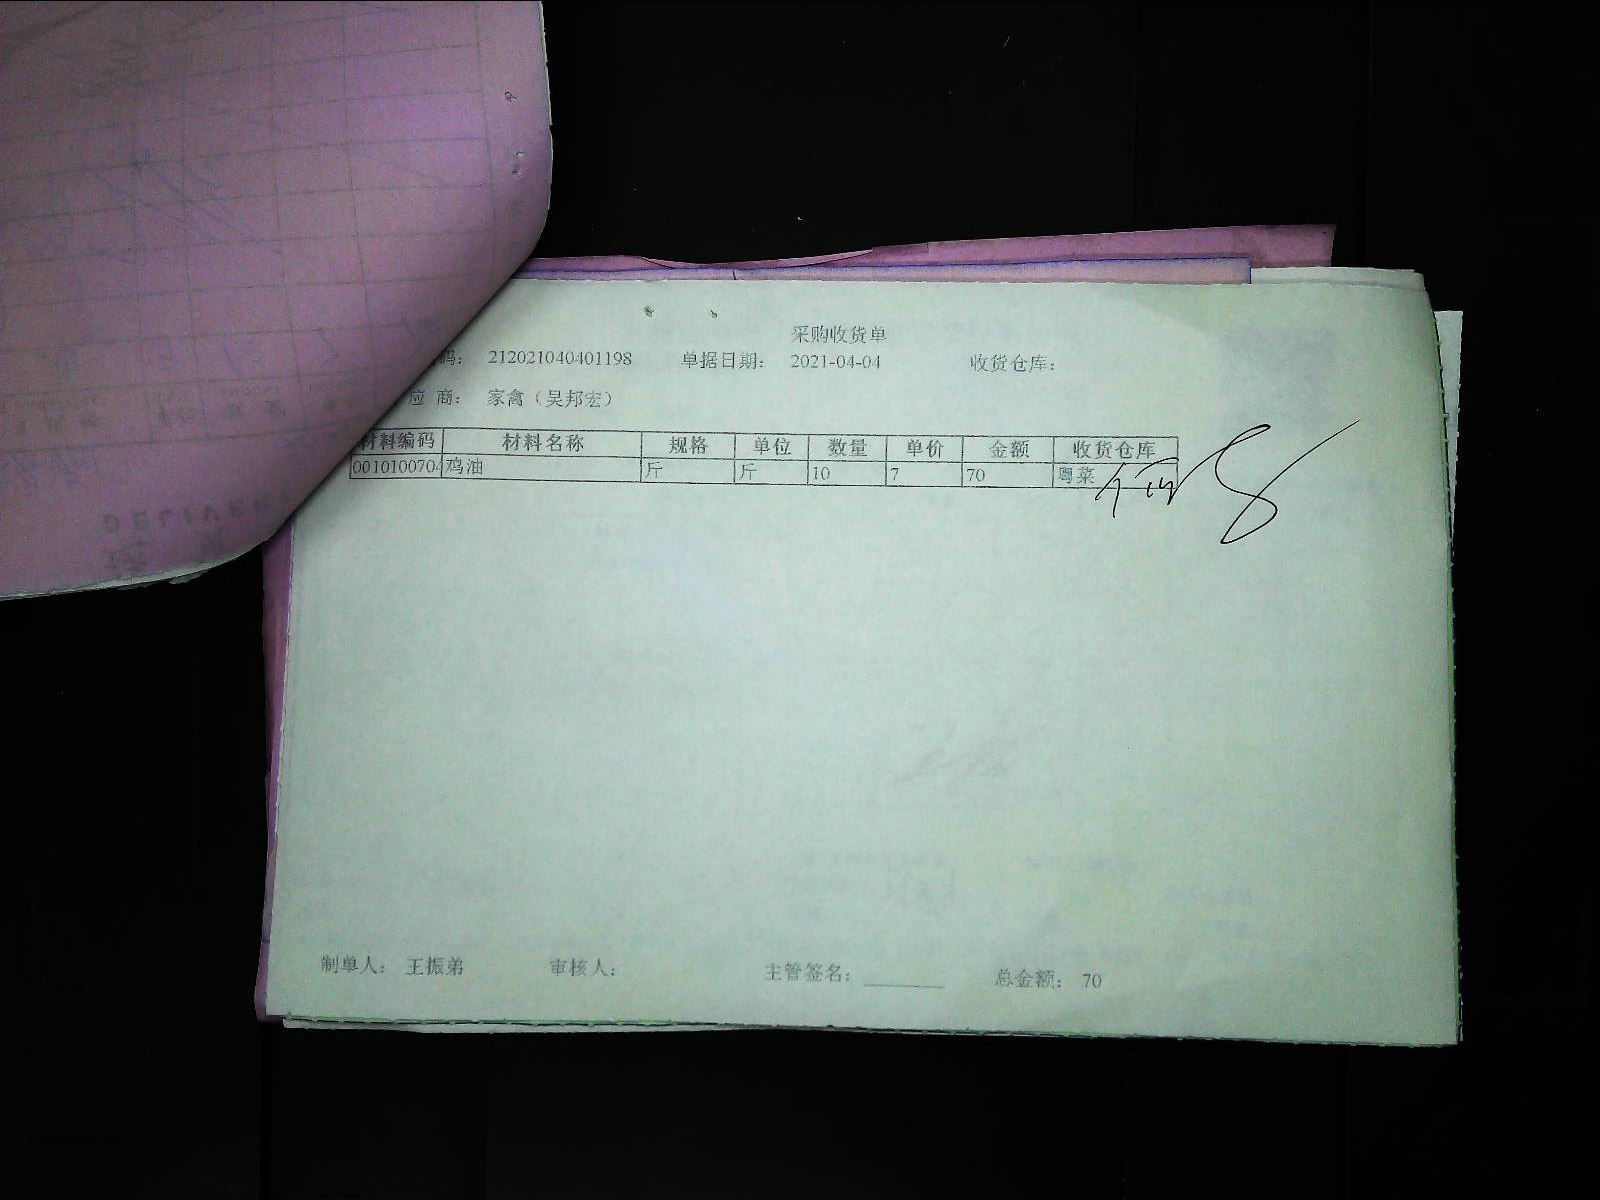 采购收货单
码： 212021040401198 单据日期： 2021-04-04 收货仓库：
应 商： 家禽（吴邦宏）
材料编码 材料名称 规格 单位 数量 单价 金额 收货仓库
0010100704 鸡油 斤 斤 10 7 70 粤菜
制单人： 王振弟 审核人： 主管签名： 总金额： 70